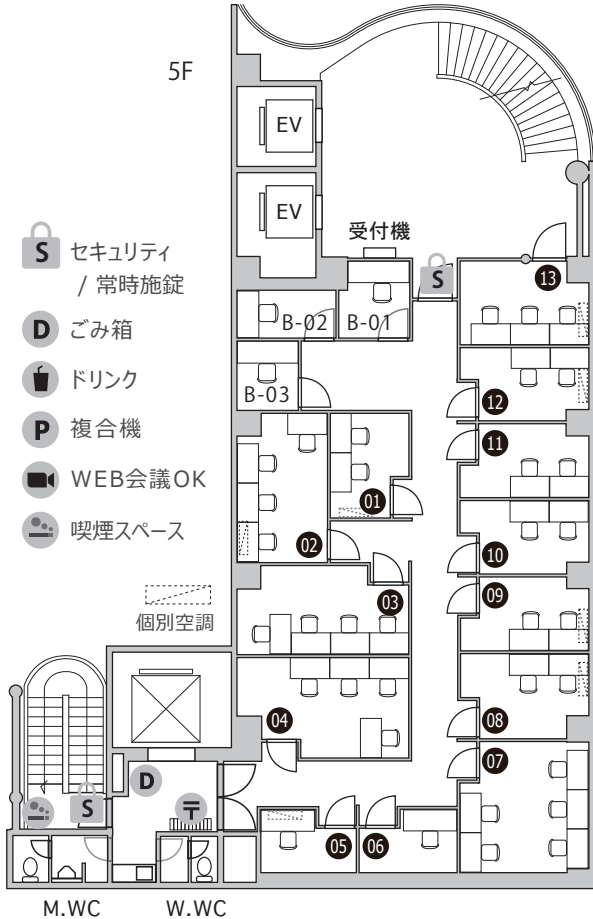 5F
EV
EV
受付機
S
13
S セキュリティ
/ 常時施錠
B-02
B-01
D ごみ箱
ドリンク
B-03
12
P 複合機
11
WEB会議OK
01
喫煙スペース
02
10
09
03
個別空調
04
08
07
D
S
〒
05
06
M.WC
W.WC